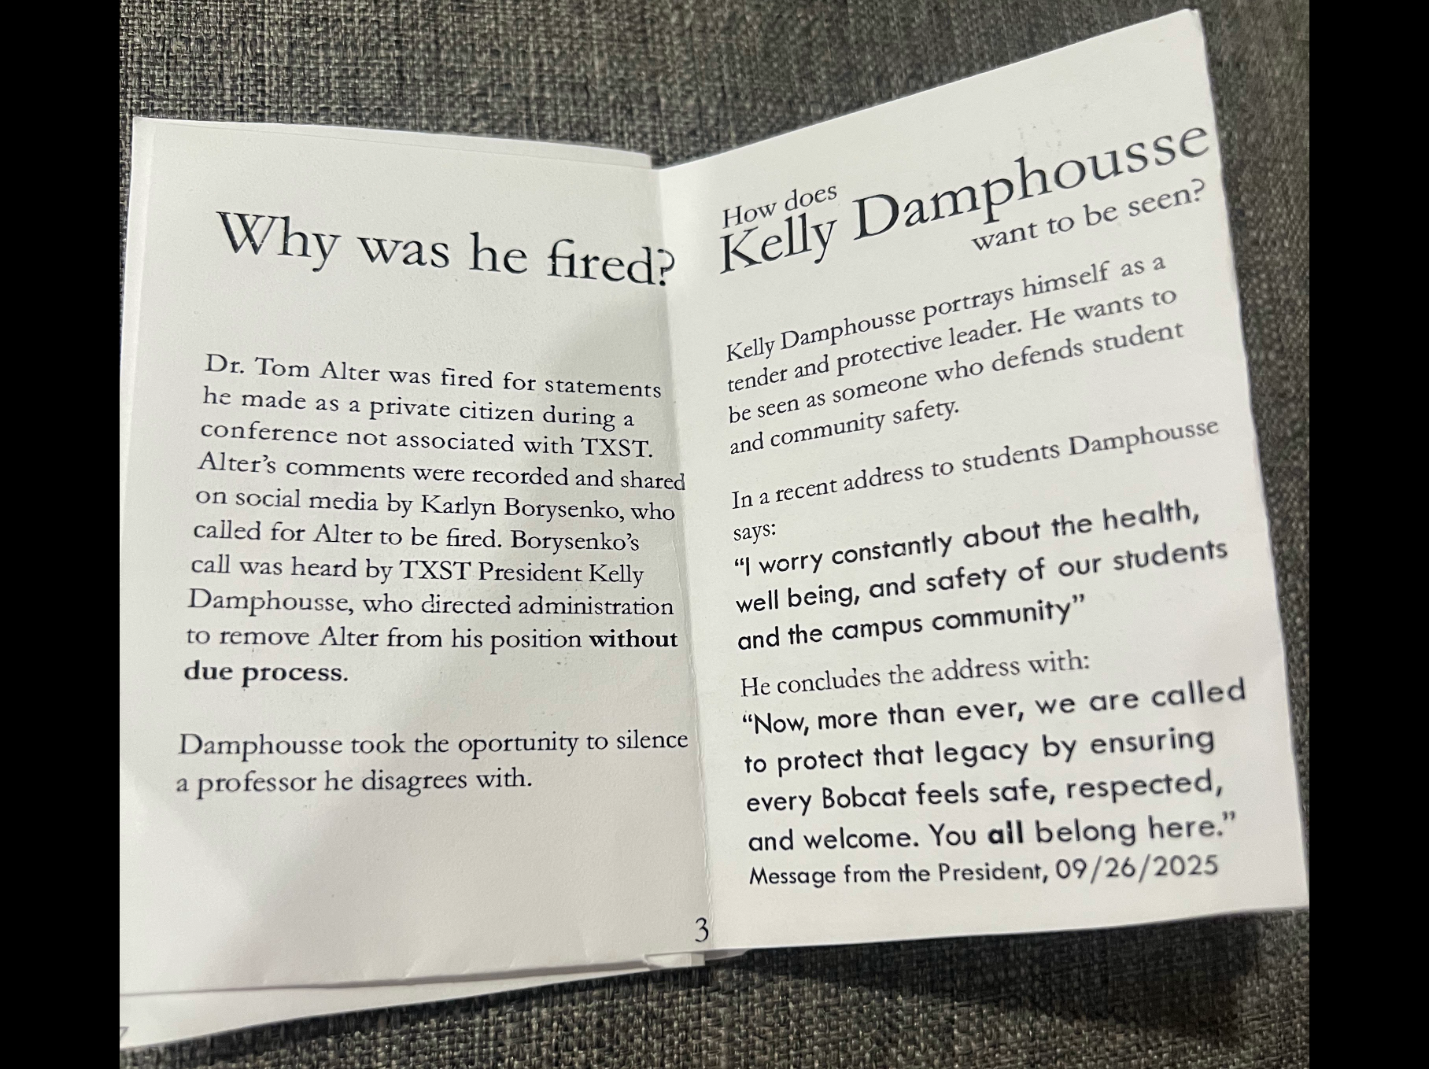 Why was he fired?
Dr. Tom Alter was fired for statements
he made as a private citizen during a
conference not associated with TXST.
Alter's comments were recorded and shared
on social media by Karlyn Borysenko, who
called for Alter to be fired. Borysenko's
call was heard by TXST President Kelly
Damphousse, who directed administration
to remove Alter from his position without
due process.
Damphousse took the oportunity to silence
a professor he disagrees with.
3
How does
Kelly Damphousse
want to be seen?
Kelly Damphousse portrays himself as a
tender and protective leader. He wants to
be seen as someone who defends student
and community safety.
In a recent address to students Damphousse
says:
“I worry constantly about the health,
well being, and safety of our students
and the campus community”
He concludes the address with:
“Now, more than ever, we are called
to protect that legacy by ensuring
every Bobcat feels safe, respected,
and welcome. You all belong here.”
Message from the President, 09/26/2025